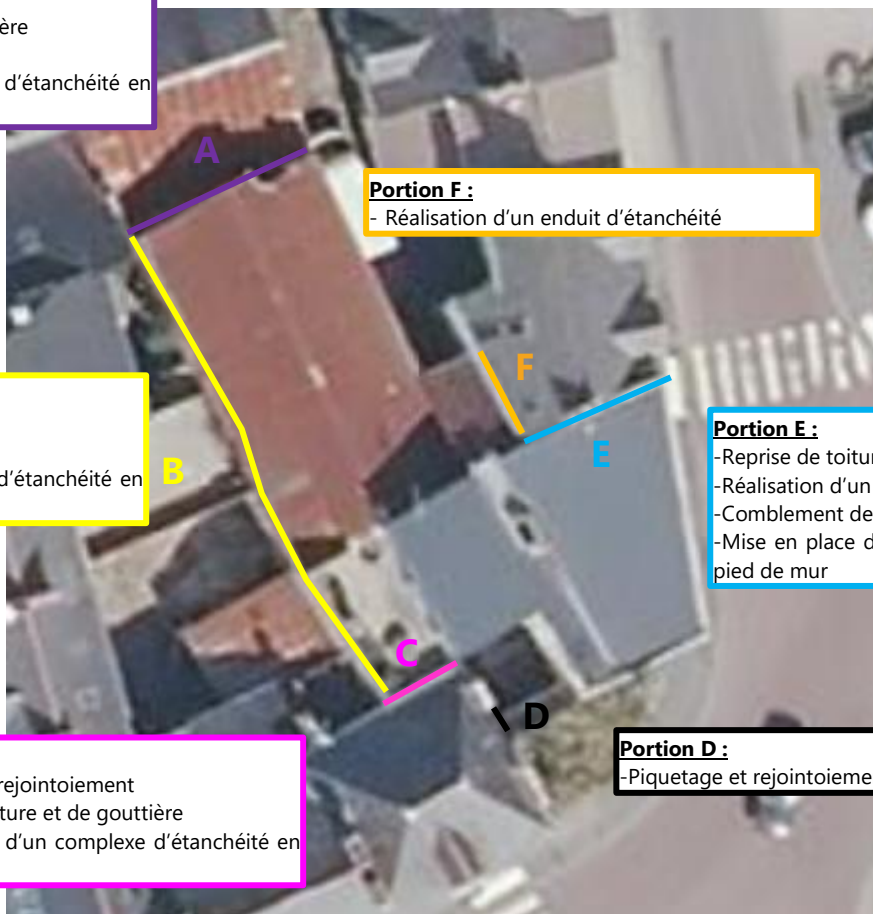 ère
d'étanchéité en
A
Portion F :
- Réalisation d'un enduit d'étanchéité
F
E
B
d'étanchéité en
Portion E :
-Reprise de toitur
-Réalisation d'un
-Comblement de
-Mise en place d
pied de mur
C
D
rejointoiement
ture et de gouttière
d'un complexe d'étanchéité en
Portion D :
-Piquetage et rejointoieme